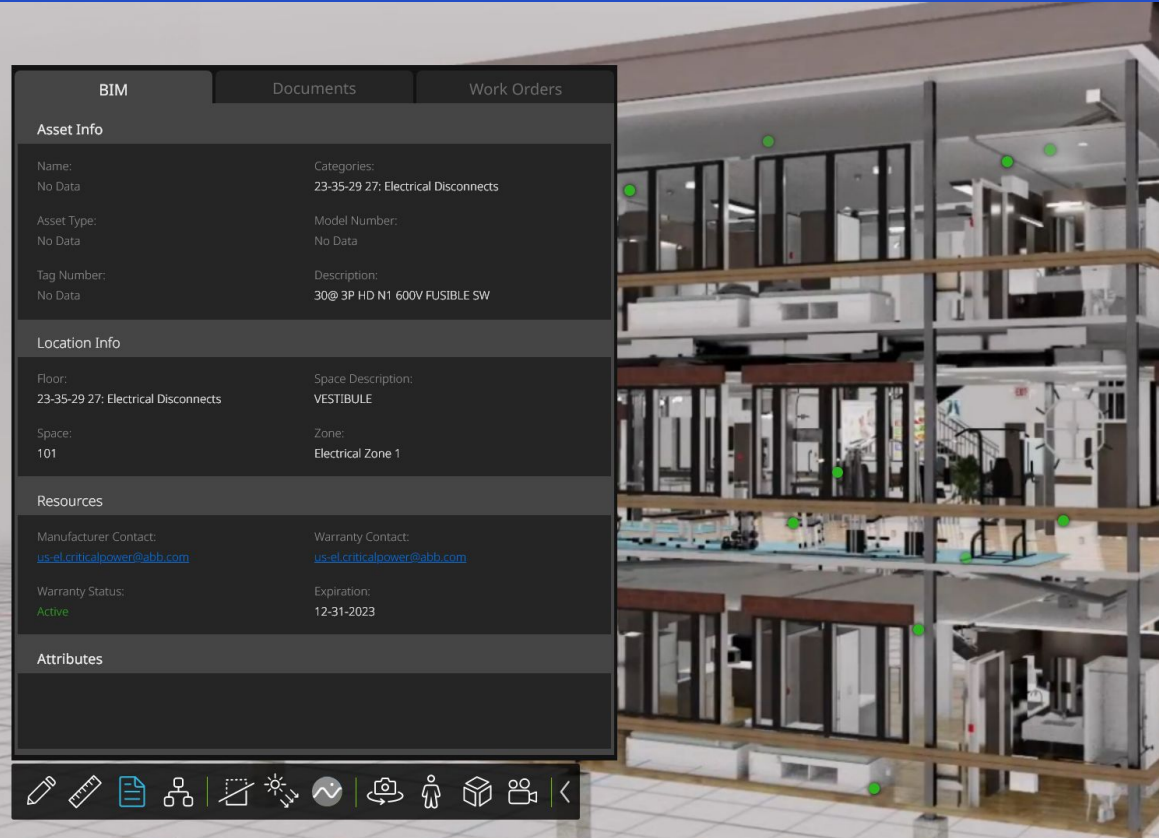 BIM Documents Work Orders
Asset Info
Name: Categories:
No Data 23-35-29 27: Electrical Disconnects
Asset Type: Model Number:
No Data No Data
Tag Number: Description:
No Data 30@ 3P HD N1 600V FUSIBLE SW
Location Info
Floor: Space Description:
23-35-29 27: Electrical Disconnects VESTIBULE
Space: Zone:
101 Electrical Zone 1
Resources
Manufacturer Contact: Warranty Contact:
us-el.criticalpower@abb.com us-el.criticalpower@abb.com
Warranty Status: Expiration:
Active 12-31-2023
Attributes